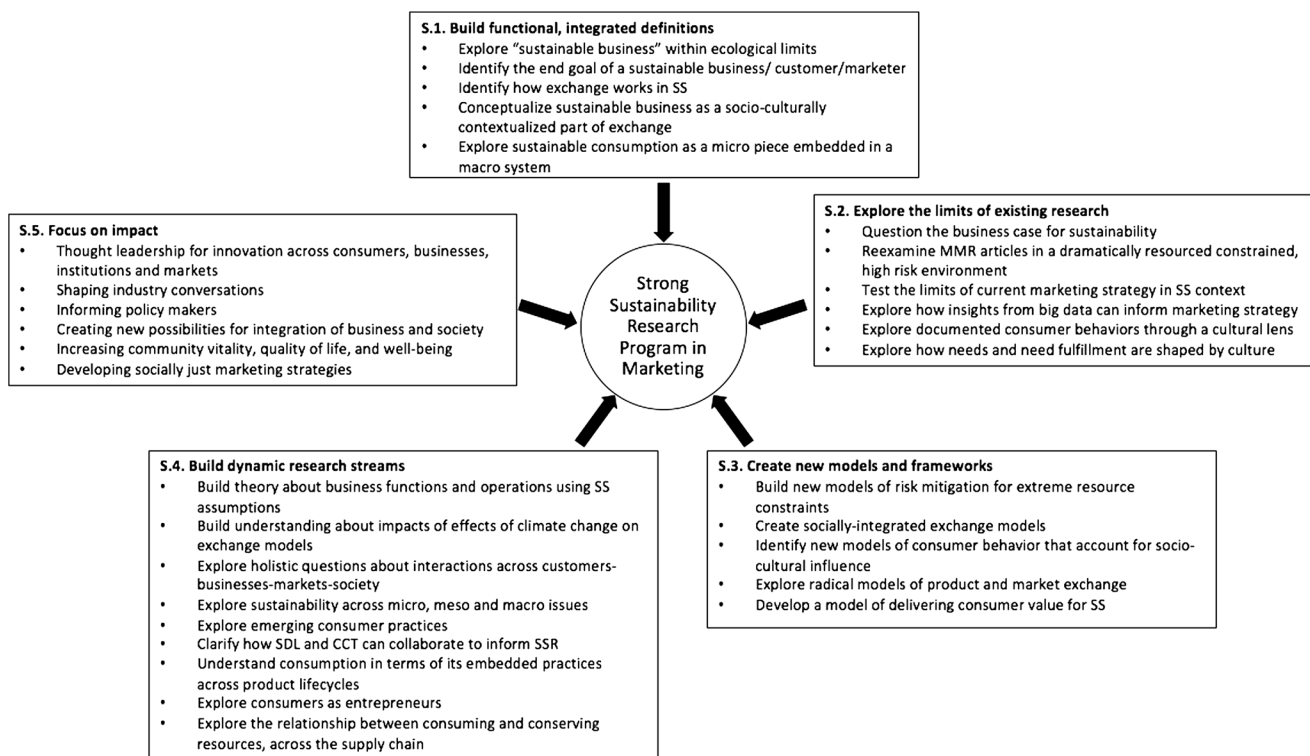 S.1. Build functional, integrated definitions
• Explore “sustainable business” within ecological limits
• Identify the end goal of a sustainable business/ customer/marketer
• Identify how exchange works in SS
• Conceptualize sustainable business as a socio-culturally
contextualized part of exchange
• Explore sustainable consumption as a micro piece embedded in a
macro system
S.5. Focus on impact
• Thought leadership for innovation across consumers, businesses,
institutions and markets
• Shaping industry conversations
• Informing policy makers
• Creating new possibilities for integration of business and society
• Increasing community vitality, quality of life, and well-being
• Developing socially just marketing strategies
Strong
Sustainability
Research
Program in
Marketing
S.2. Explore the limits of existing research
• Question the business case for sustainability
• Reexamine MMR articles in a dramatically resourced constrained,
high risk environment
• Test the limits of current marketing strategy in SS context
• Explore how insights from big data can inform marketing strategy
• Explore documented consumer behaviors through a cultural lens
• Explore how needs and need fulfillment are shaped by culture
S.4. Build dynamic research streams
• Build theory about business functions and operations using SS
assumptions
• Build understanding about impacts of effects of climate change on
exchange models
• Explore holistic questions about interactions across customers-
businesses-markets-society
• Explore sustainability across micro, meso and macro issues
• Explore emerging consumer practices
• Clarify how SDL and CCT can collaborate to inform SSR
• Understand consumption in terms of its embedded practices
across product lifecycles
• Explore consumers as entrepreneurs
• Explore the relationship between consuming and conserving
resources, across the supply chain
S.3. Create new models and frameworks
• Build new models of risk mitigation for extreme resource
constraints
• Create socially-integrated exchange models
• Identify new models of consumer behavior that account for socio-
cultural influence
• Explore radical models of product and market exchange
• Develop a model of delivering consumer value for SS